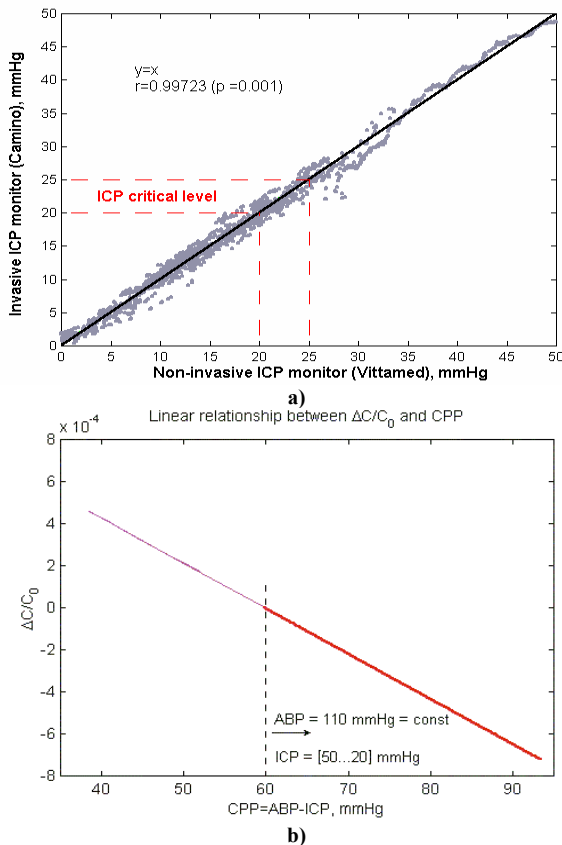 50
45
40
35
30
25
20
15
10
5
0
Invasive ICP monitor (Camino), mmHg
y=x
r=0.99723 (p =0.001)
ICP critical level
0 5 10 15 20 25 30 35 40 45 50
Non-invasive ICP monitor (Vittamed), mmHg
a)
Linear relationship between ΔC/C₀ and CPP
x 10⁻⁴
8
6
4
2
0
-2
-4
-6
-8
ΔC/C₀
ABP = 110 mmHg = const
ICP = [50...20] mmHg
40 50 60 70 80 90
CPP=ABP-ICP, mmHg
b)